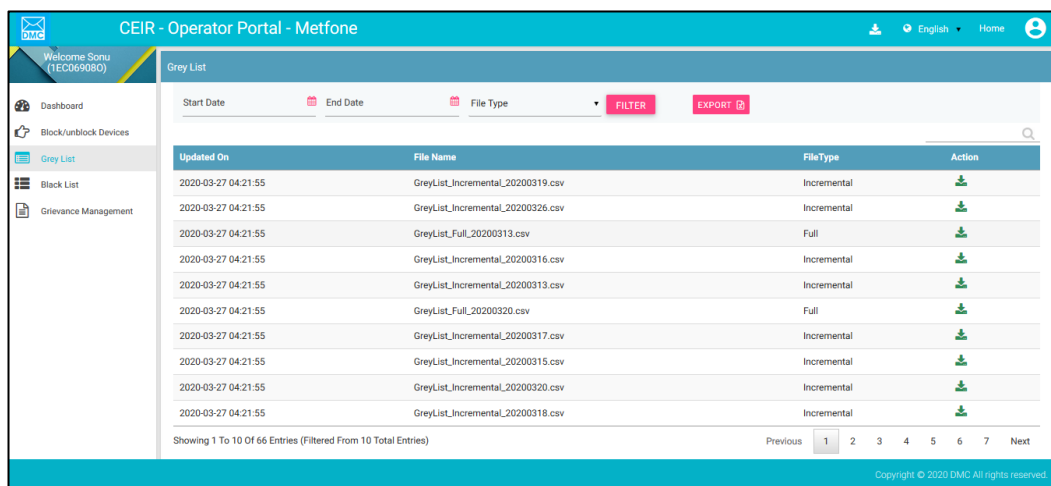 DMC
CEIR - Operator Portal - Metfone
English
Home
Welcome Sonu
(1EC06908O)
Dashboard
Block/unblock Devices
Grey List
Black List
Grievance Management
Grey List
Start Date
End Date
File Type
FILTER
EXPORT
Updated On File Name FileType Action
2020-03-27 04:21:55 GreyList_Incremental_20200319.csv Incremental
2020-03-27 04:21:55 GreyList_Incremental_20200326.csv Incremental
2020-03-27 04:21:55 GreyList_Full_20200313.csv Full
2020-03-27 04:21:55 GreyList_Incremental_20200316.csv Incremental
2020-03-27 04:21:55 GreyList_Incremental_20200313.csv Incremental
2020-03-27 04:21:55 GreyList_Full_20200320.csv Full
2020-03-27 04:21:55 GreyList_Incremental_20200317.csv Incremental
2020-03-27 04:21:55 GreyList_Incremental_20200315.csv Incremental
2020-03-27 04:21:55 GreyList_Incremental_20200320.csv Incremental
2020-03-27 04:21:55 GreyList_Incremental_20200318.csv Incremental
Showing 1 To 10 Of 66 Entries (Filtered From 10 Total Entries)
Previous 1 2 3 4 5 6 7 Next
Copyright © 2020 DMC All rights reserved.